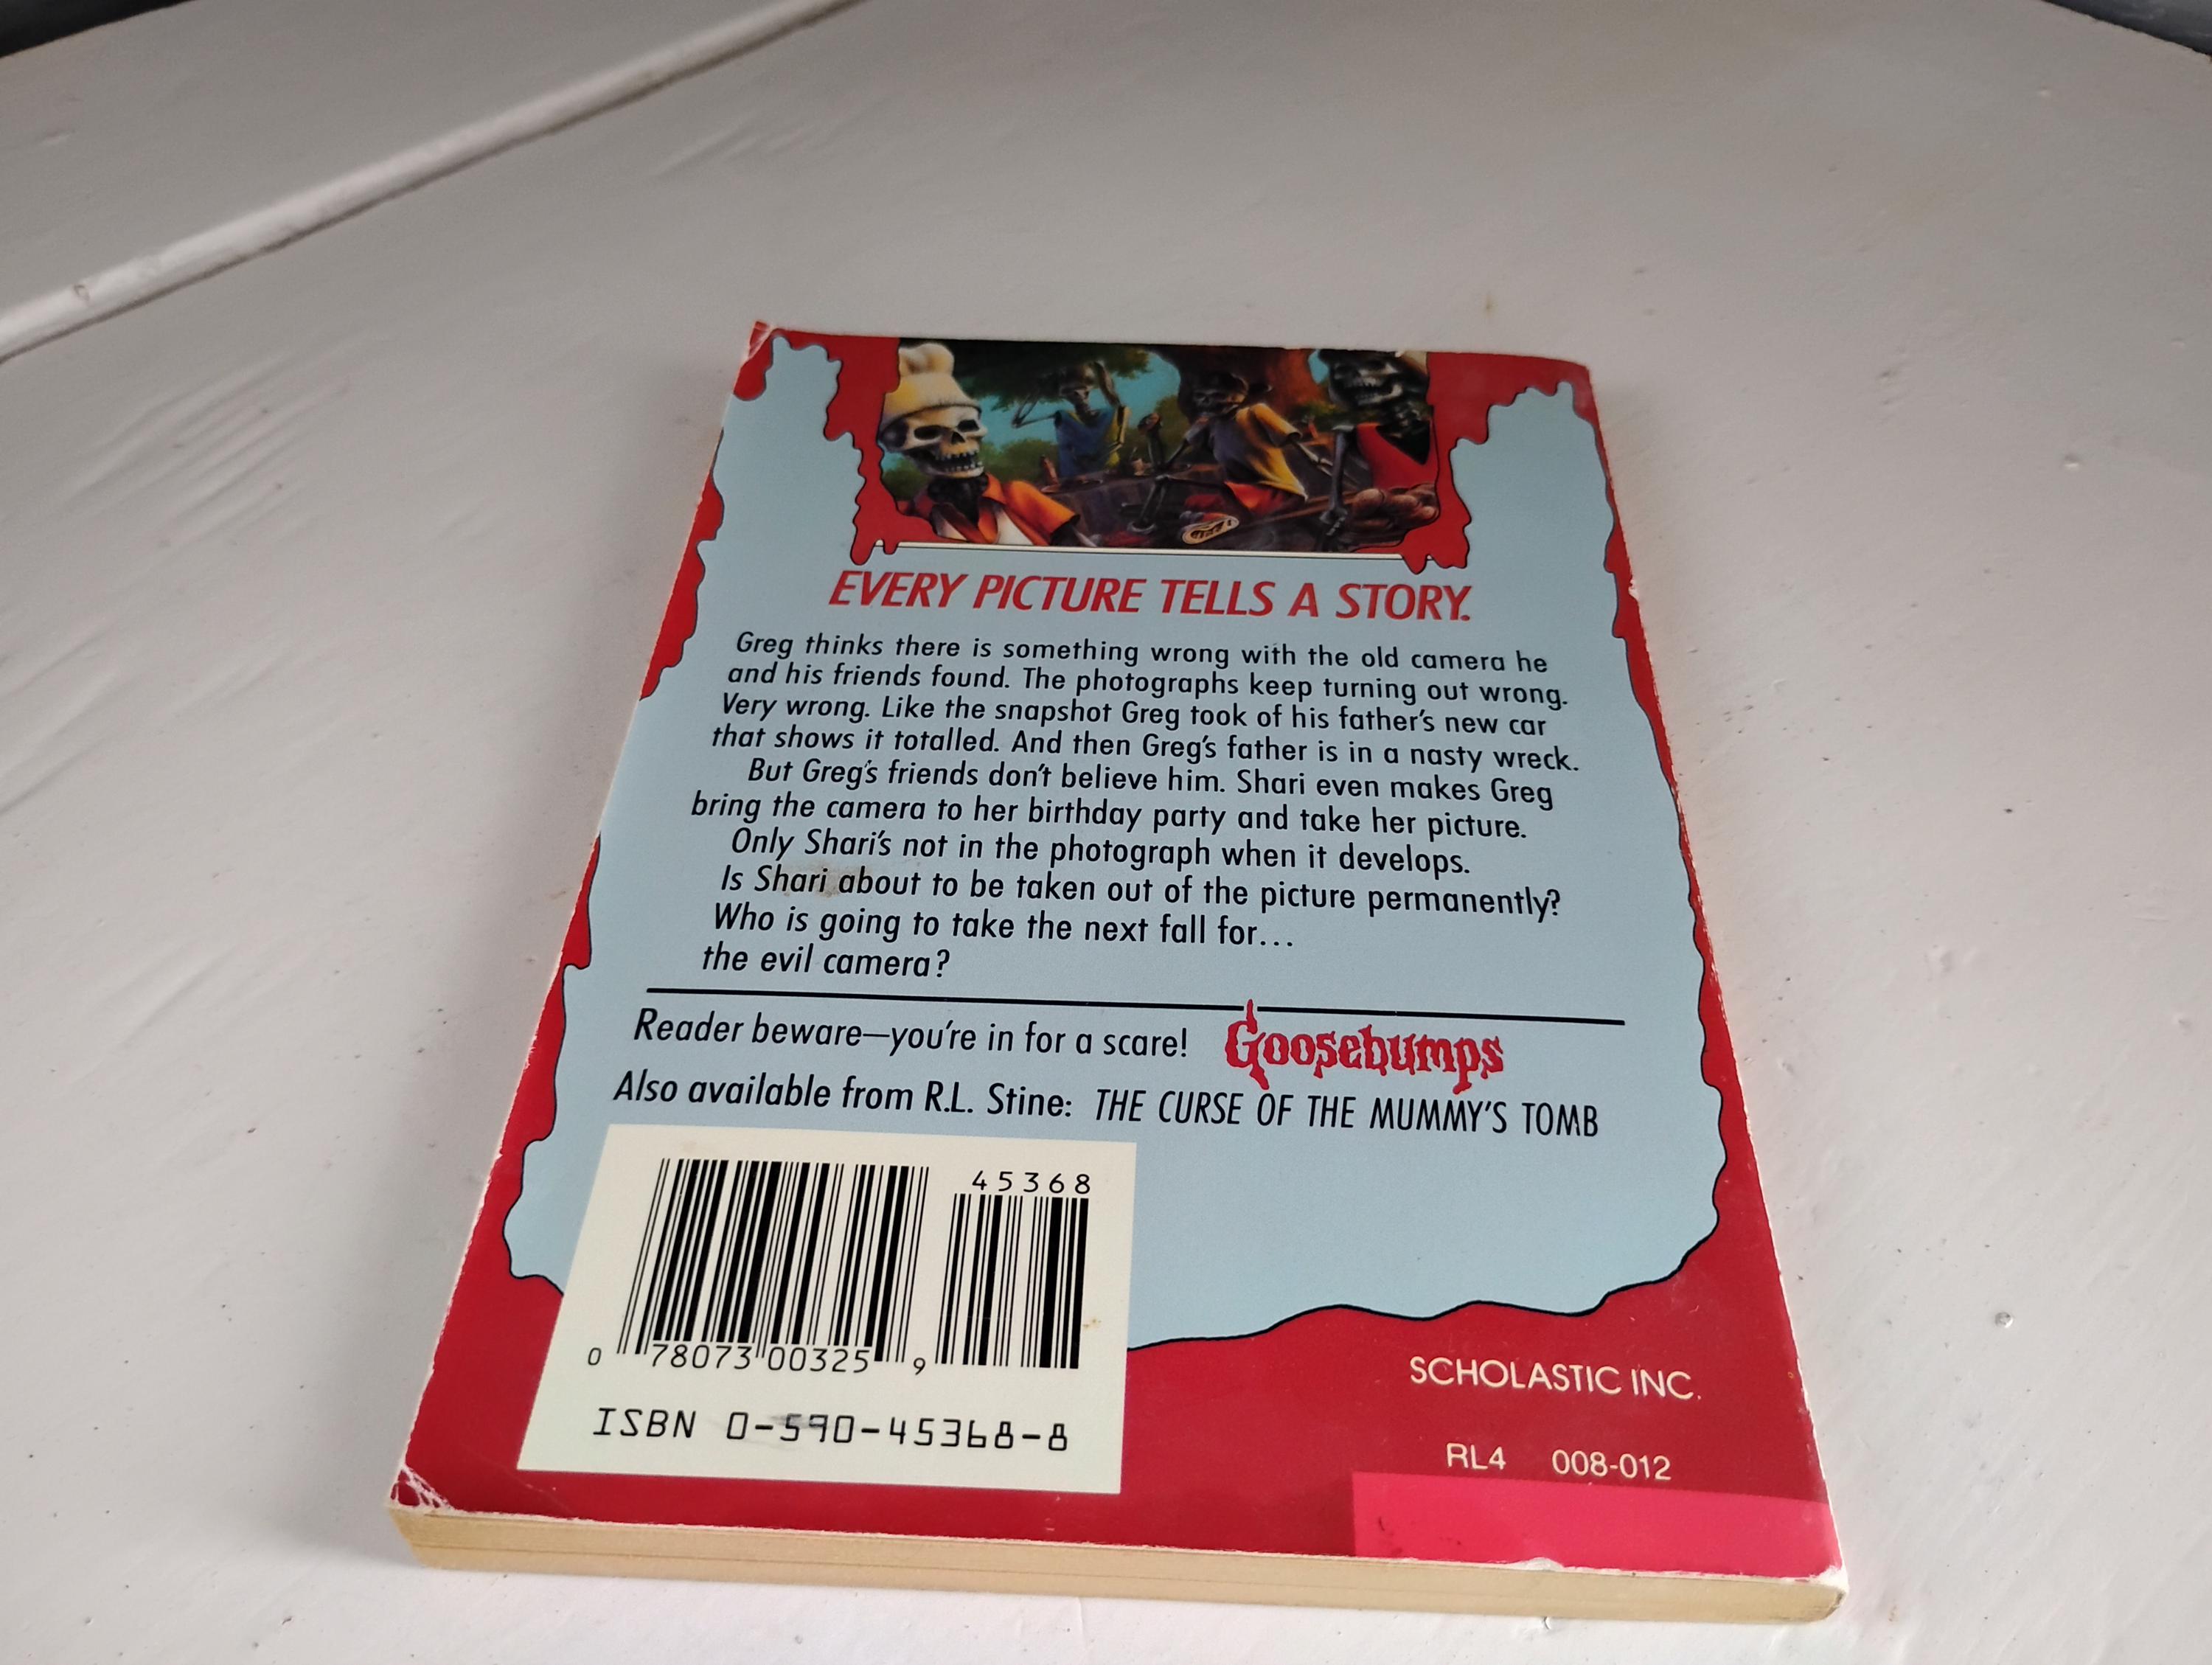 EVERY PICTURE TELLS A STORY.
Greg thinks there is something wrong with the old camera he
and his friends found. The photographs keep turning out wrong.
Very wrong. Like the snapshot Greg took of his father's new car
that shows it totalled. And then Greg's father is in a nasty wreck.
But Greg's friends don't believe him. Shari even makes Greg
bring the camera to her birthday party and take her picture.
Only Shari's not in the photograph when it develops.
Is Shari about to be taken out of the picture permanently?
Who is going to take the next fall for...
the evil camera?
Reader beware—you're in for a scare! Goosebumps
Also available from R.L. Stine: THE CURSE OF THE MUMMY'S TOMB
45368
0 78073 00325 9
ISBN 0-590-45368-8
SCHOLASTIC INC.
RL4 008-012